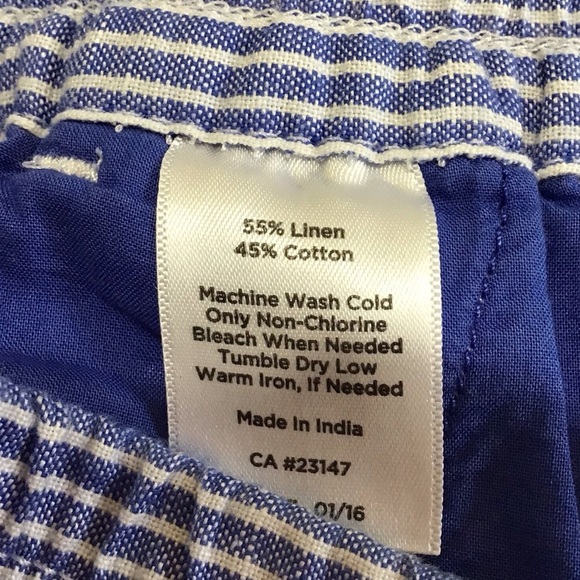 55% Linen
45% Cotton
Machine Wash Cold
Only Non-Chlorine
Bleach When Needed
Tumble Dry Low
Warm Iron, If Needed
Made In India
CA #23147
01/16